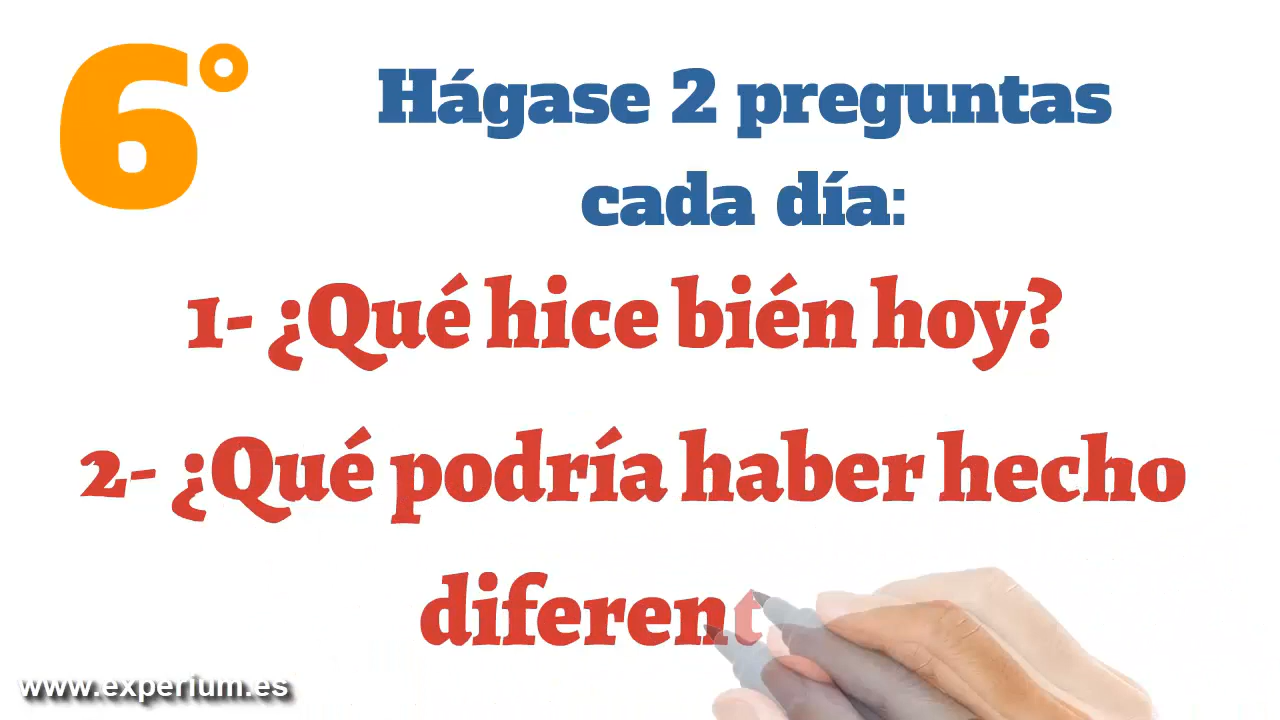 6°
Hágase 2 preguntas
cada día:
1- ¿Qué hice bién hoy?
2- ¿Qué podría haber hecho
diferent
www.experium.es